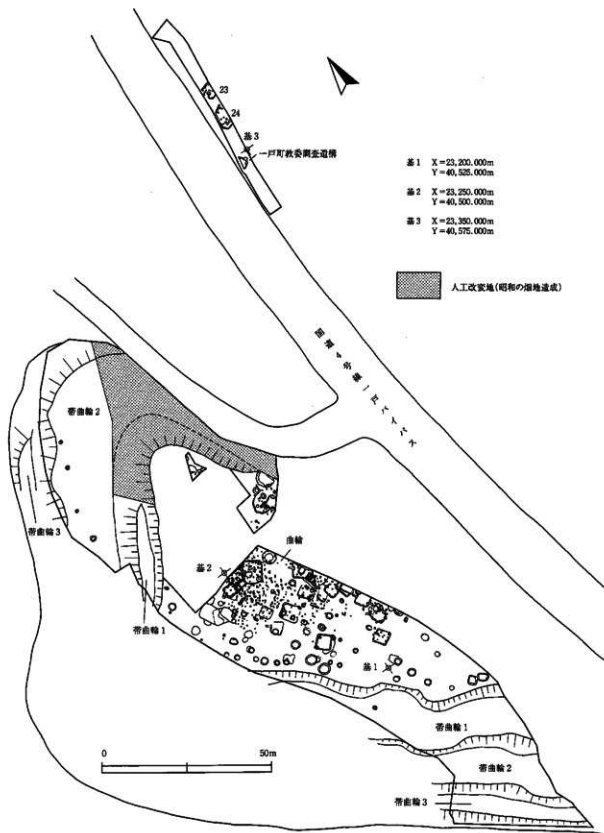 23
24
基3
一戸町教委調査遺構
基1 X=23,200.000m
Y=40,525.000m
基2 X=23,250.000m
Y=40,500.000m
基3 X=23,350.000m
Y=40,575.000m
人工改変地(昭和の畑地造成)
国道4号線一戸バイパス
帯曲輪2
帯曲輪3
曲輪
基2
帯曲輪1
基1
帯曲輪1
帯曲輪2
帯曲輪3
0 50m